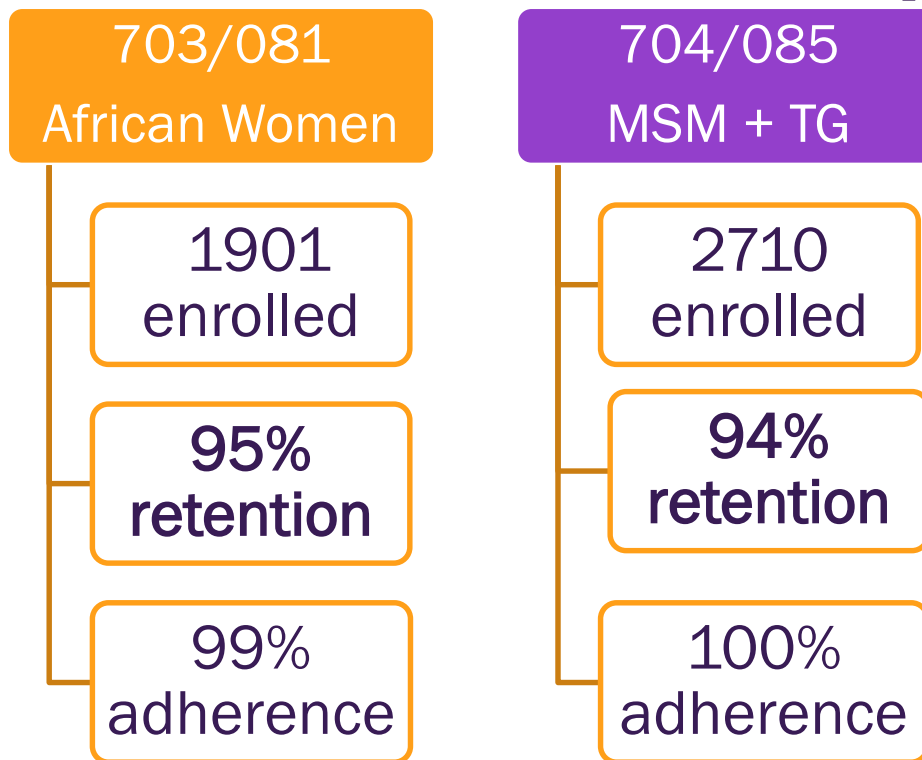 703/081
African Women
1901
enrolled
95%
retention
99%
adherence
704/085
MSM + TG
2710
enrolled
94%
retention
100%
adherence